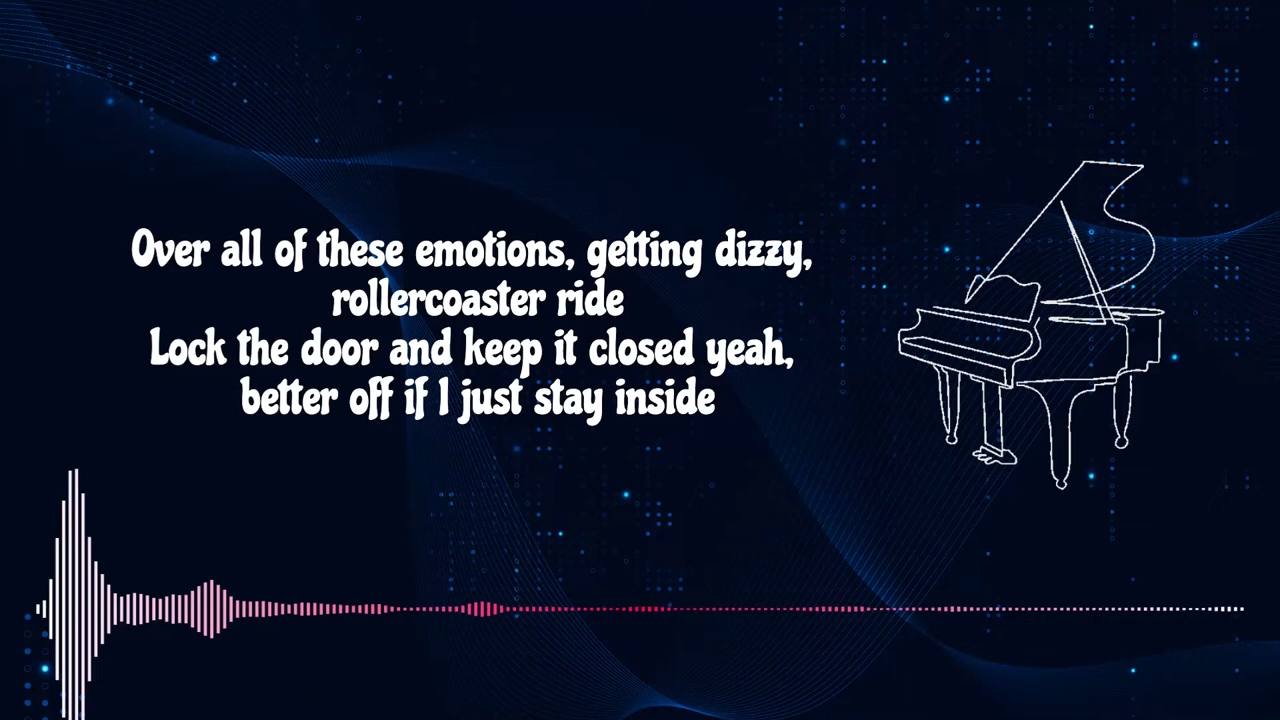 Over all of these emotions, getting dizzy,
rollercoaster ride
Lock the door and keep it closed yeah,
better off if I just stay inside